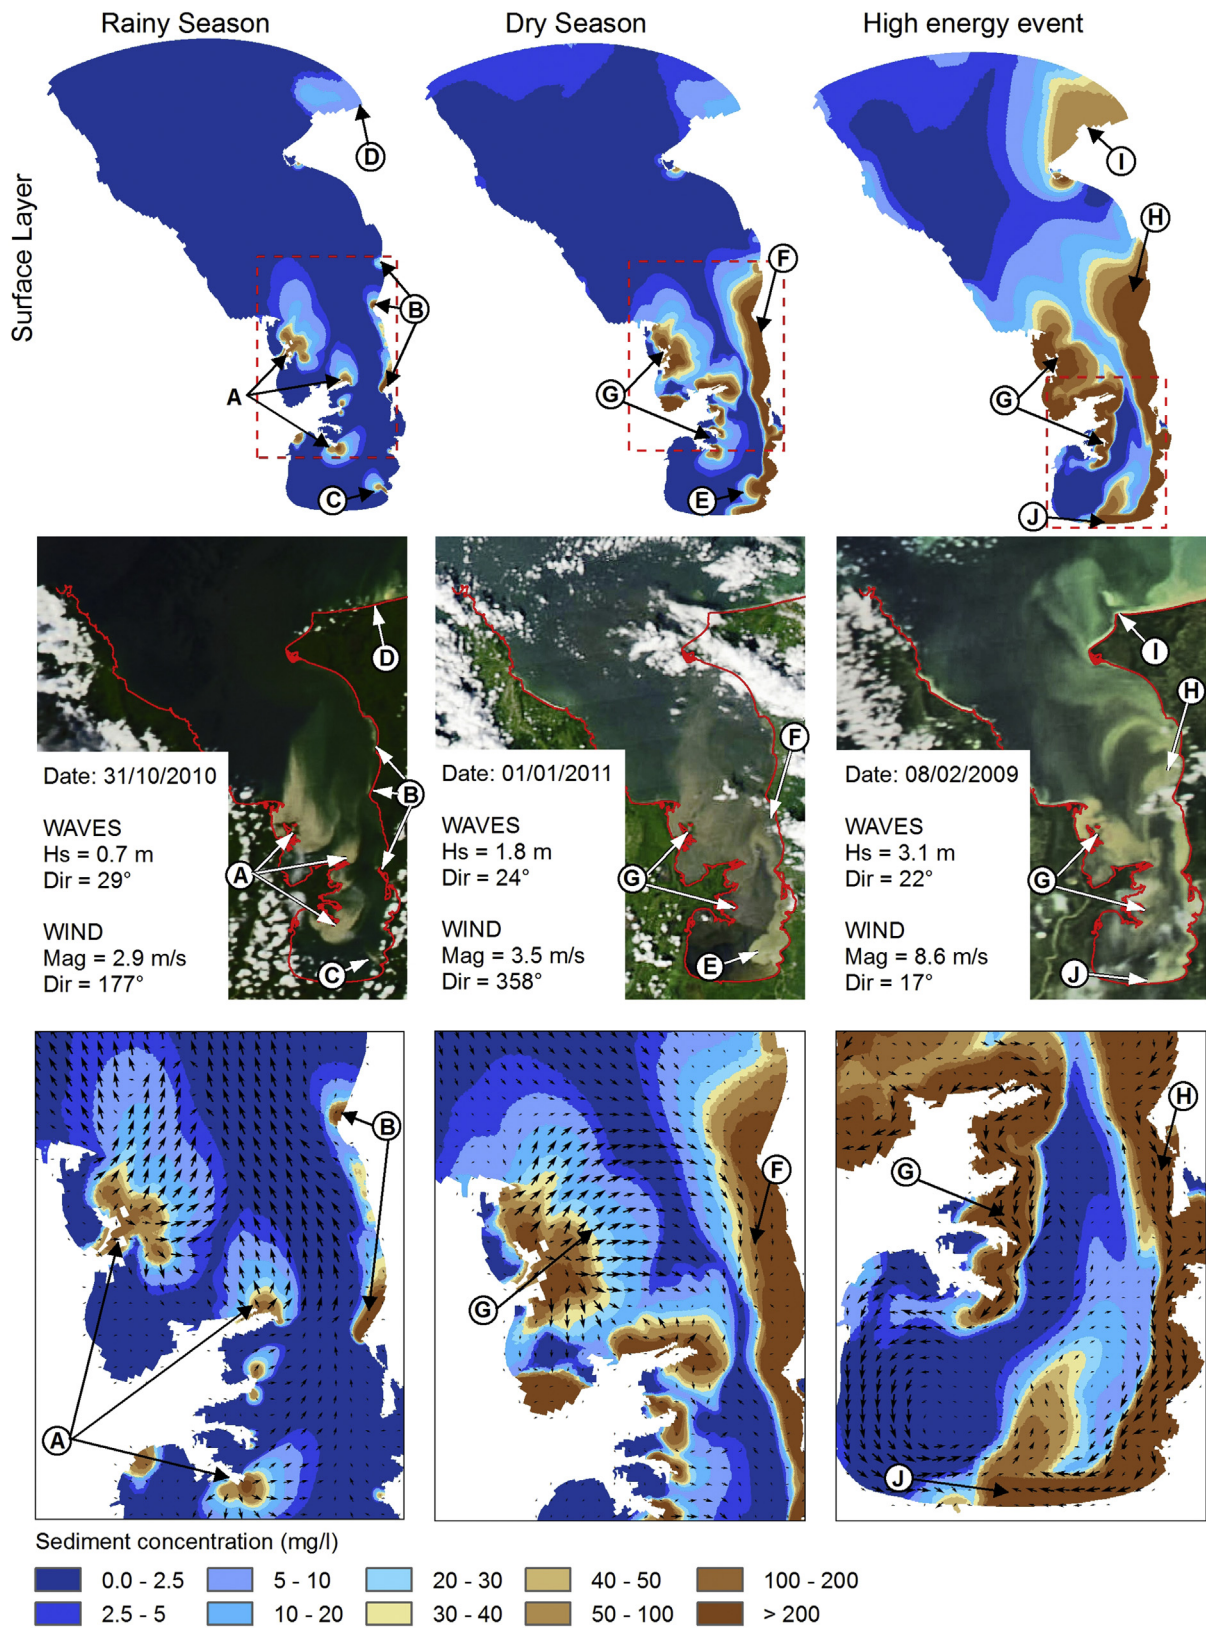 Rainy Season
Dry Season
High energy event
Surface Layer
D
I
H
F
B
A
G
G
C
E
J
D
I
H
F
B
Date: 31/10/2010
WAVES
Hs = 0.7 m
Dir = 29°
WIND
Mag = 2.9 m/s
Dir = 177°
A
C
Date: 01/01/2011
WAVES
Hs = 1.8 m
Dir = 24°
WIND
Mag = 3.5 m/s
Dir = 358°
G
E
Date: 08/02/2009
WAVES
Hs = 3.1 m
Dir = 22°
WIND
Mag = 8.6 m/s
Dir = 17°
G
J
B
A
F
G
H
G
J
Sediment concentration (mg/l)
0.0 - 2.5
5 - 10
20 - 30
40 - 50
100 - 200
2.5 - 5
10 - 20
30 - 40
50 - 100
> 200